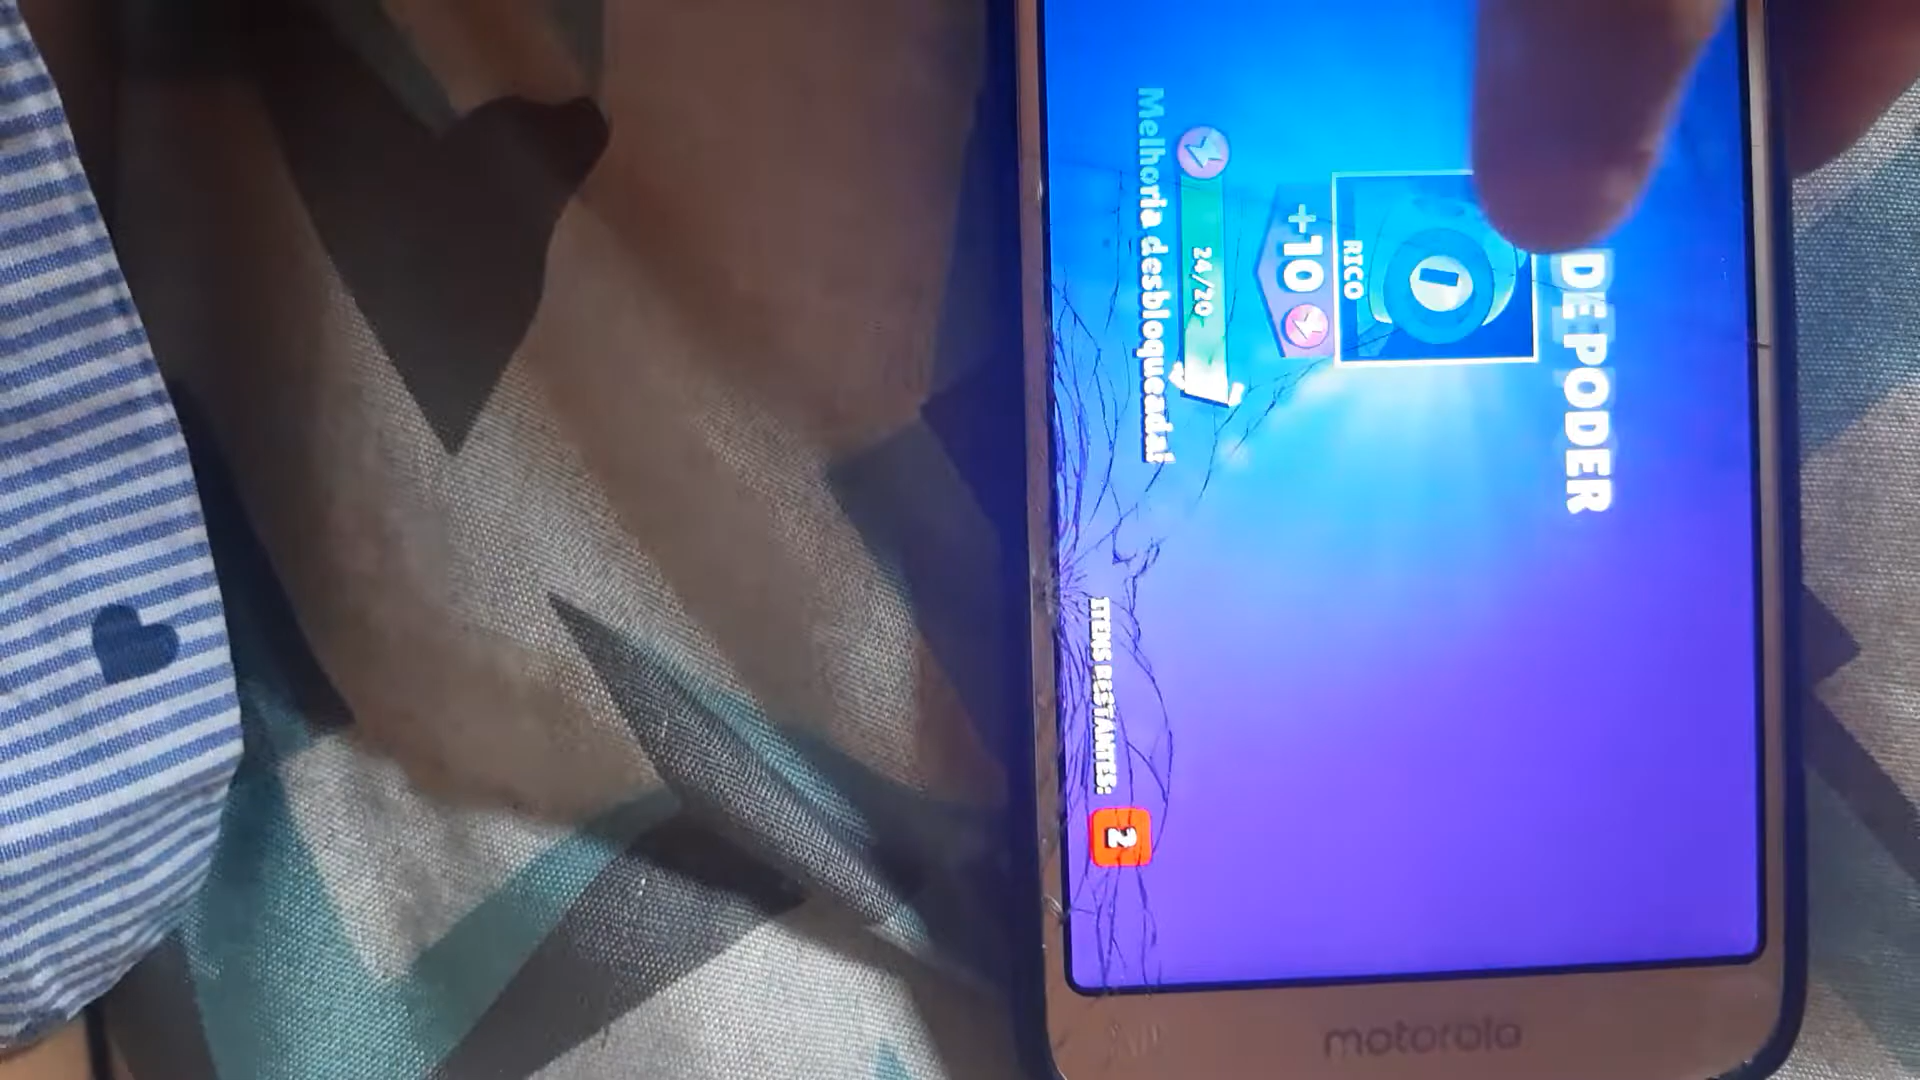 DE PODER
RICO
+10
24/20
Melhoria desbloqueada!
ITENS RESTANTES:
2
motorola